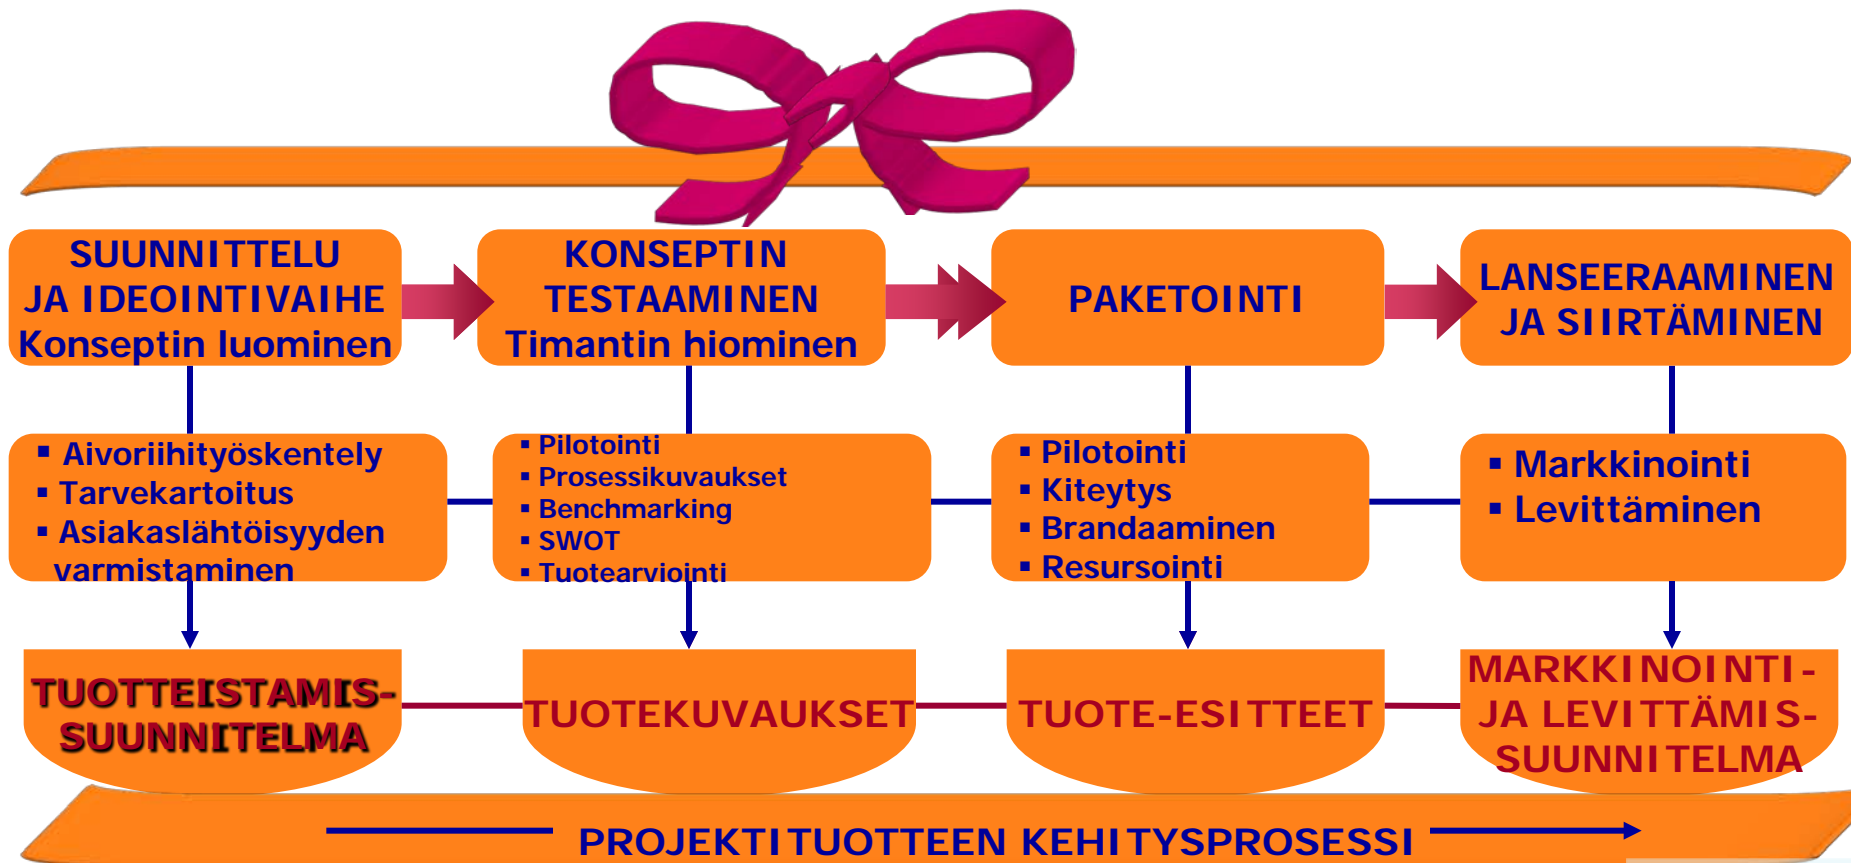 SUUNNITTELU
JA IDEOINTIVAIHE
Konseptin luominen
KONSEPTIN
TESTAAMINEN
Timantin hiominen
PAKETOINTI
LANSEERAAMINEN
JA SIIRTÄMINEN
▪ Aivoriihityöskentely
▪ Tarvekartoitus
▪ Asiakaslähtöisyyden
varmistaminen
▪ Pilotointi
▪ Prosessikuvaukset
▪ Benchmarking
▪ SWOT
▪ Tuotearviointi
▪ Pilotointi
▪ Kiteytys
▪ Brandaaminen
▪ Resursointi
▪ Markkinointi
▪ Levittäminen
TUOTTEISTAMIS-
SUUNNITELMA
TUOTEKUVAUKSET
TUOTE-ESITTEET
MARKKINOINTI-
JA LEVITTÄMIS-
SUUNNITELMA
PROJEKTITUOTTEEN KEHITYSPROSESSI